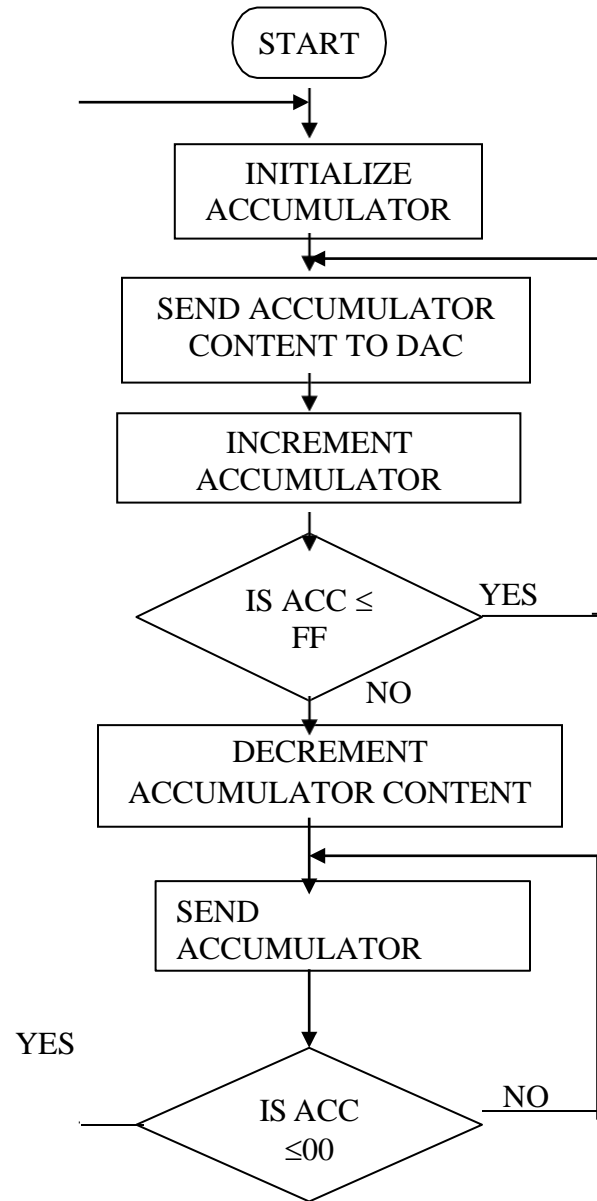 START
INITIALIZE
ACCUMULATOR
SEND ACCUMULATOR
CONTENT TO DAC
INCREMENT
ACCUMULATOR
IS ACC ≤
FF
YES
NO
DECREMENT
ACCUMULATOR CONTENT
SEND
ACCUMULATOR
YES
IS ACC
≤00
NO